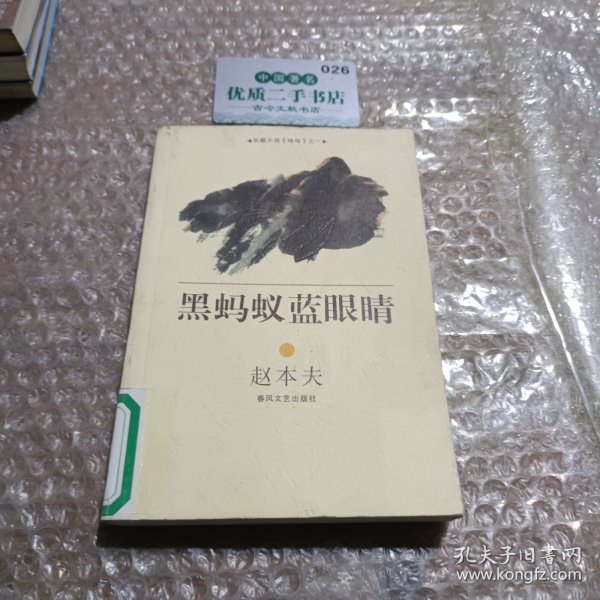 026
中国著名
优质二手书店
古今文献书店
◀长篇小说《地母》之一▶
黑蚂蚁蓝眼睛
赵本夫
春风文艺出版社
孔夫子旧书网
www.kongfz.com